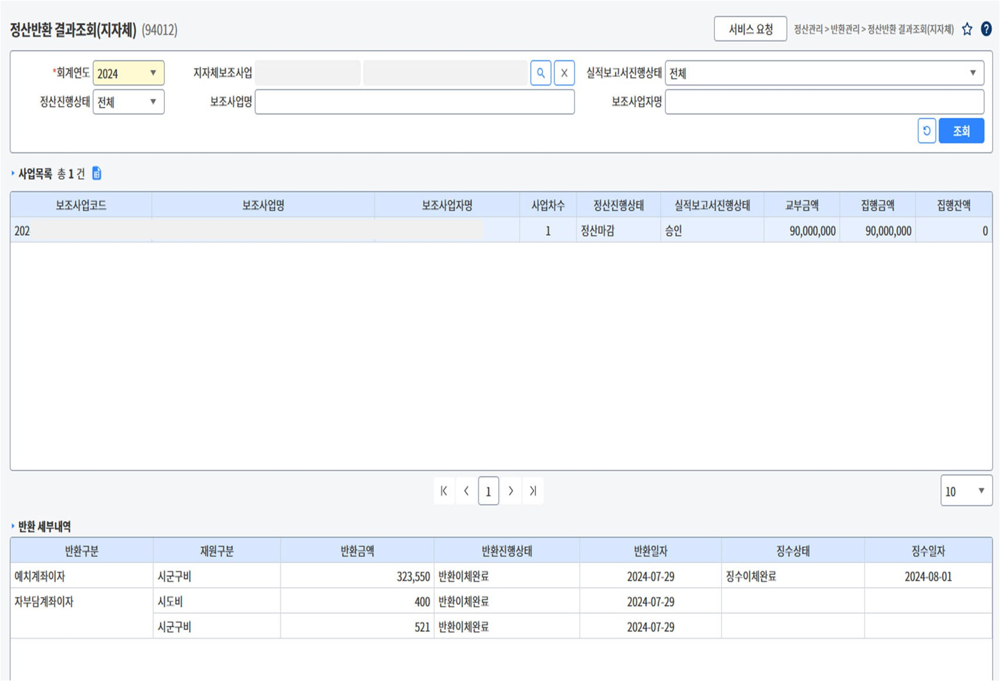 정산반환 결과조회(지자체) (94012)
서비스 요청 정산관리 > 반환관리 > 정산반환 결과조회(지자체) ?
*회계연도 2024 ▼ 지자체보조사업 X 실적보고서진행상태 전체 ▼
정산진행상태 전체 ▼ 보조사업명 보조사업자명
조회
사업목록 총 1 건
보조사업코드 보조사업명 보조사업자명 사업차수 정산진행상태 실적보고서진행상태 교부금액 집행금액 집행잔액
202 1 정산마감 승인 90,000,000 90,000,000 0
1 10 ▼
반환 세부내역
반환구분 재원구분 반환금액 반환진행상태 반환일자 징수상태 징수일자
예치계좌이자 시군구비 323,550 반환이체완료 2024-07-29 징수이체완료 2024-08-01
자부담계좌이자 시도비 400 반환이체완료 2024-07-29
시군구비 521 반환이체완료 2024-07-29